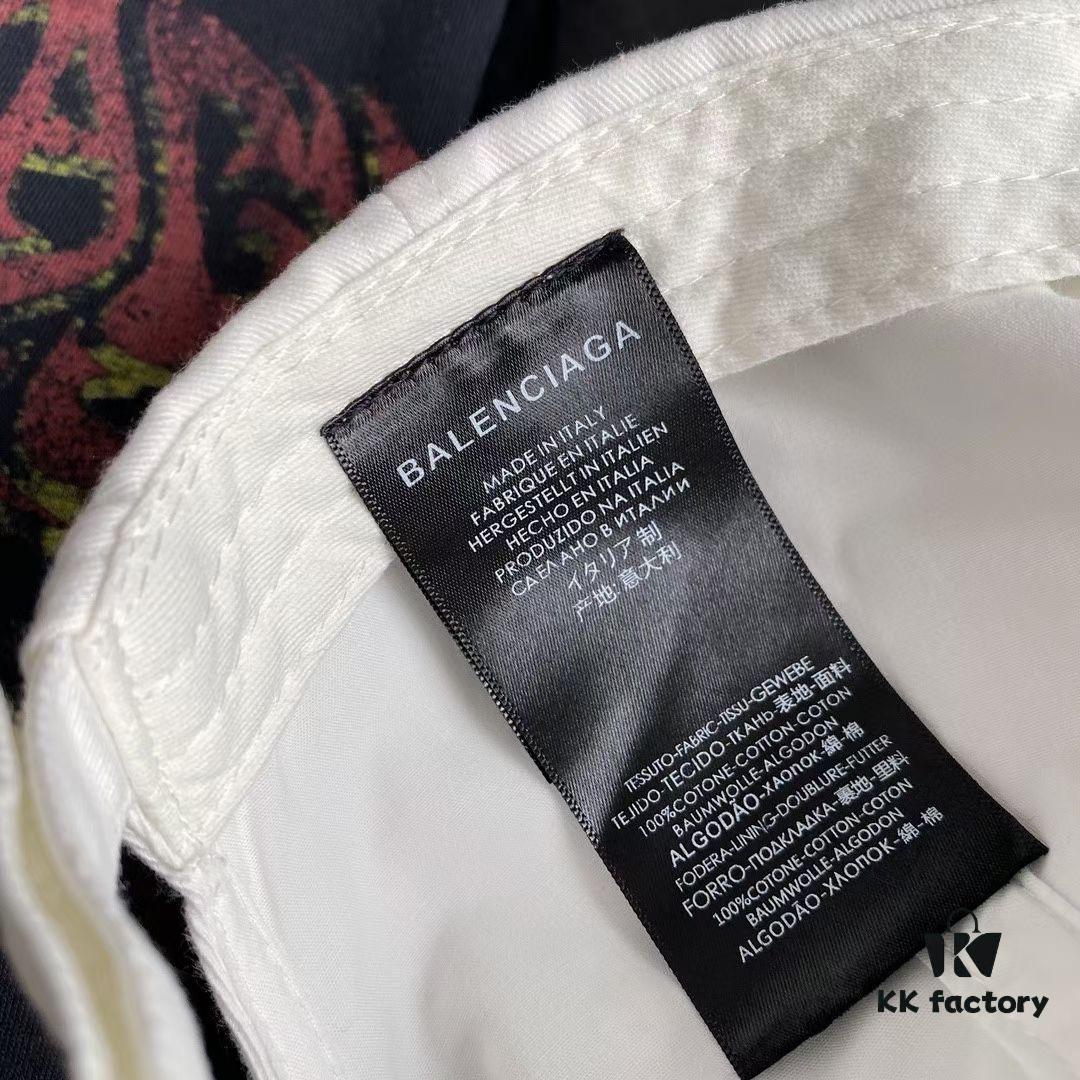 BALENCIAGA
MADE IN ITALY
FABRIQUE EN ITALIE
HERGESTELLT IN ITALIEN
HECHO EN ITALIA
PRODUZIDO NA ITALIA
СДЕЛАНО В ИТАЛИИ
イタリア 制
产地:意大利
TESSUTO-FABRIC-TISSU-GEWEBE
TEJIDO TECIDO-TKAHЬ-表地-面料
100%COTONE-COTTON-COTON
BAUMWOLLE-ALGODON
ALGODÃO-ХЛОПОК-綿-棉
FODERA-LINING-DOUBLURE-FUTTER
FORRO-ПОДКЛАДКА-裏地-里料
100%COTONE-COTTON-COTON
BAUMWOLLE-ALGODON
ALGODÃO-ХЛОПОК-綿-棉
KK factory